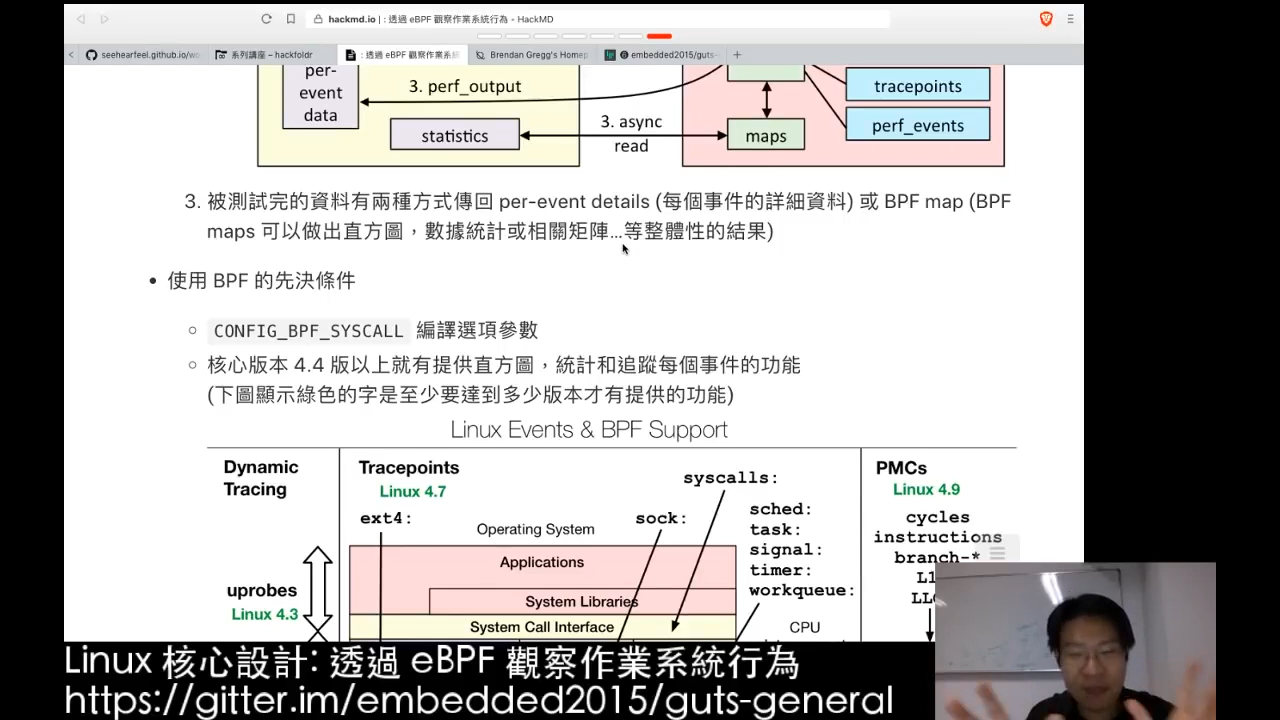 hackmd.io | : 透過 eBPF 觀察作業系統行為 - HackMD
seehearfeel.github.io/wo
系列講座 – hackfoldr
: 透過 eBPF 觀察作業系統
Brendan Gregg's Homep
embedded2015/guts-
per-
event
data
3. perf_output
statistics
3. async
read
maps
tracepoints
perf_events
3. 被測試完的資料有兩種方式傳回 per-event details (每個事件的詳細資料) 或 BPF map (BPF
maps 可以做出直方圖，數據統計或相關矩陣...等整體性的結果)
• 使用 BPF 的先決條件
CONFIG_BPF_SYSCALL 編譯選項參數
核心版本 4.4 版以上就有提供直方圖，統計和追蹤每個事件的功能
(下圖顯示綠色的字是至少要達到多少版本才有提供的功能)
Linux Events & BPF Support
Dynamic
Tracing
Tracepoints
Linux 4.7
syscalls:
PMCs
Linux 4.9
ext4:
Operating System
sock:
sched:
task:
signal:
timer:
workqueue:
cycles
instructions
branch-*
L1
LL
Applications
System Libraries
System Call Interface
CPU
uprobes
Linux 4.3
Linux 核心設計: 透過 eBPF 觀察作業系統行為
https://gitter.im/embedded2015/guts-general